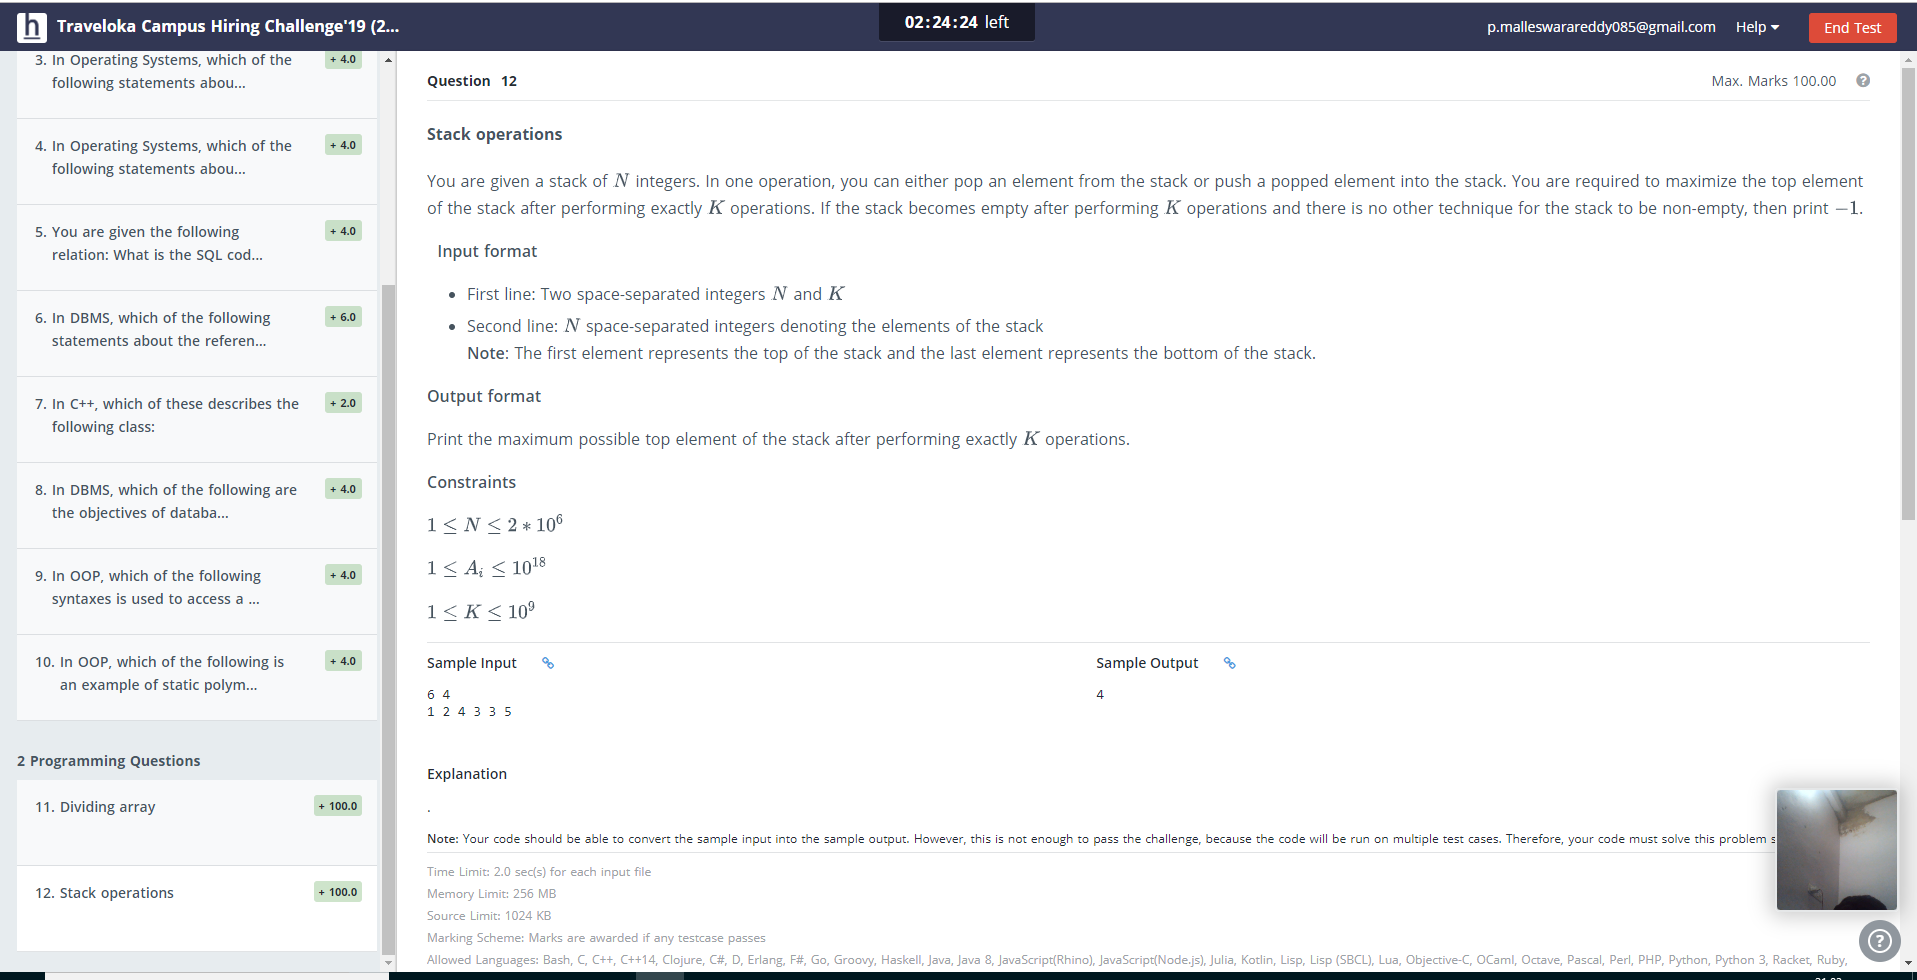 h Traveloka Campus Hiring Challenge'19 (2...
02:24:24 left
p.malleswarareddy085@gmail.com Help End Test
3. In Operating Systems, which of the
following statements abou...
+ 4.0
4. In Operating Systems, which of the
following statements abou...
+ 4.0
5. You are given the following
relation: What is the SQL cod...
+ 4.0
6. In DBMS, which of the following
statements about the referen...
+ 6.0
7. In C++, which of these describes the
following class:
+ 2.0
8. In DBMS, which of the following are
the objectives of databa...
+ 4.0
9. In OOP, which of the following
syntaxes is used to access a ...
+ 4.0
10. In OOP, which of the following is
an example of static polym...
+ 4.0
2 Programming Questions
11. Dividing array
+ 100.0
12. Stack operations
+ 100.0
Question 12
Max. Marks 100.00 ?
Stack operations
You are given a stack of N integers. In one operation, you can either pop an element from the stack or push a popped element into the stack. You are required to maximize the top element
of the stack after performing exactly K operations. If the stack becomes empty after performing K operations and there is no other technique for the stack to be non-empty, then print −1.
Input format
• First line: Two space-separated integers N and K
• Second line: N space-separated integers denoting the elements of the stack
Note: The first element represents the top of the stack and the last element represents the bottom of the stack.
Output format
Print the maximum possible top element of the stack after performing exactly K operations.
Constraints
1 ≤ N ≤ 2 ∗ 10⁶
1 ≤ Aᵢ ≤ 10¹⁸
1 ≤ K ≤ 10⁹
Sample Input
6 4
1 2 4 3 3 5
Sample Output
4
Explanation
.
Note: Your code should be able to convert the sample input into the sample output. However, this is not enough to pass the challenge, because the code will be run on multiple test cases. Therefore, your code must solve this problem s
Time Limit: 2.0 sec(s) for each input file
Memory Limit: 256 MB
Source Limit: 1024 KB
Marking Scheme: Marks are awarded if any testcase passes
Allowed Languages: Bash, C, C++, C++14, Clojure, C#, D, Erlang, F#, Go, Groovy, Haskell, Java, Java 8, JavaScript(Rhino), JavaScript(Node.js), Julia, Kotlin, Lisp, Lisp (SBCL), Lua, Objective-C, OCaml, Octave, Pascal, Perl, PHP, Python, Python 3, Racket, Ruby,
?